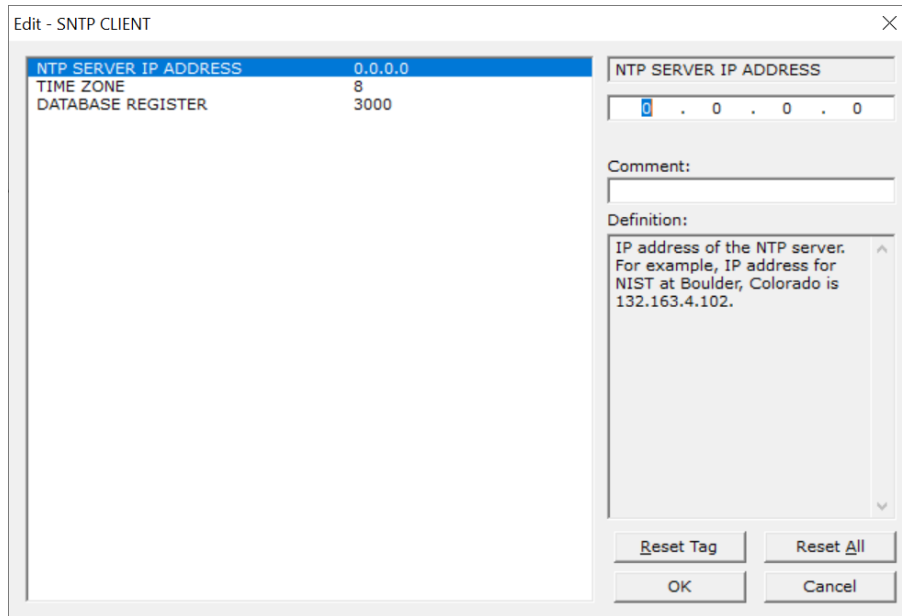 Edit - SNTP CLIENT
NTP SERVER IP ADDRESS 0.0.0.0
TIME ZONE 8
DATABASE REGISTER 3000
NTP SERVER IP ADDRESS
0 . 0 . 0 . 0
Comment:
Definition:
IP address of the NTP server.
For example, IP address for
NIST at Boulder, Colorado is
132.163.4.102.
Reset Tag Reset All
OK Cancel